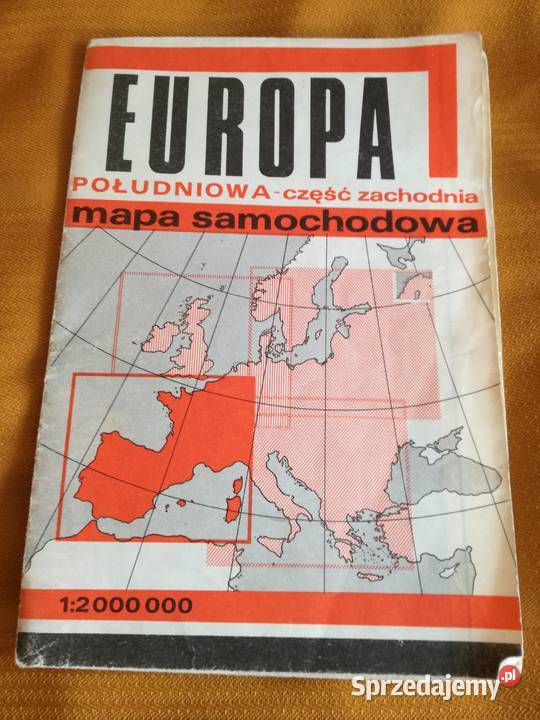 EUROPA
POŁUDNIOWA-część zachodnia
mapa samochodowa
1:2 000 000
Sprzedajemy.pl